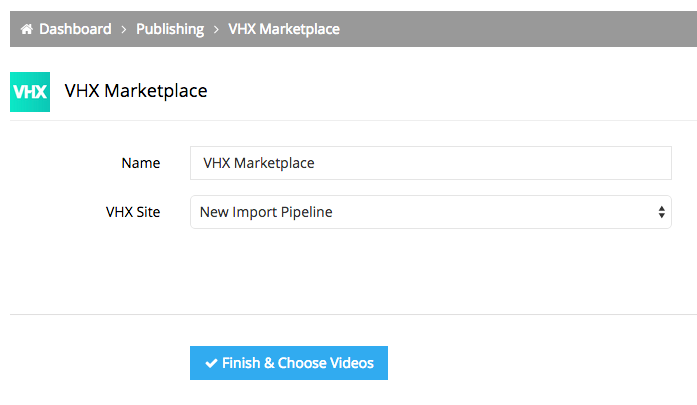 Dashboard > Publishing > VHX Marketplace
VHX VHX Marketplace
Name VHX Marketplace
VHX Site New Import Pipeline
Finish & Choose Videos